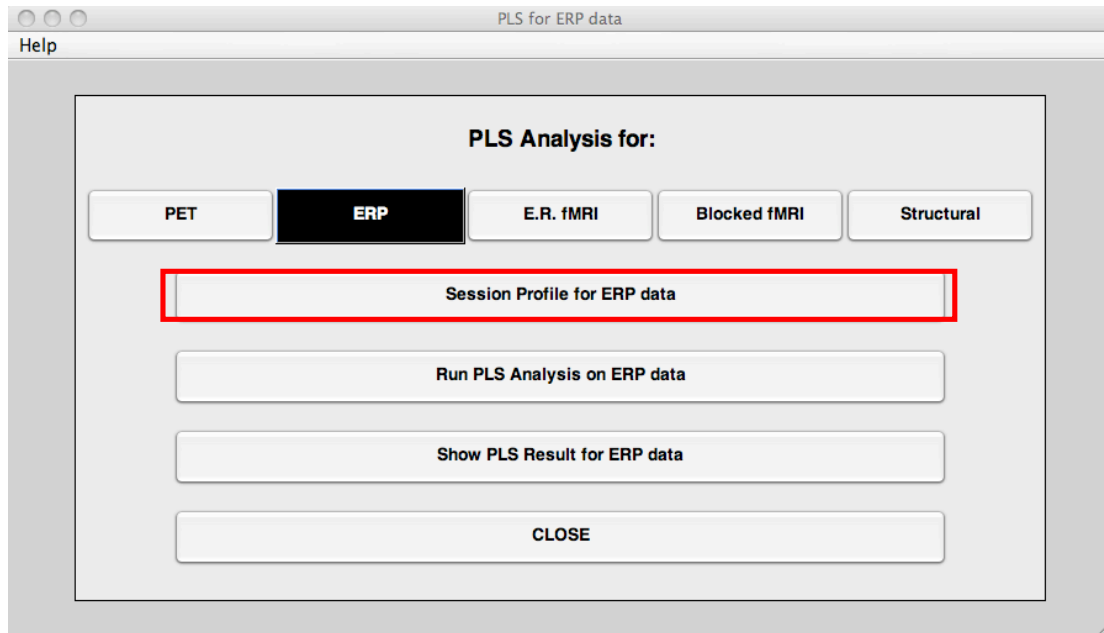 PLS for ERP data
Help
PLS Analysis for:
PET ERP E.R. fMRI Blocked fMRI Structural
Session Profile for ERP data
Run PLS Analysis on ERP data
Show PLS Result for ERP data
CLOSE